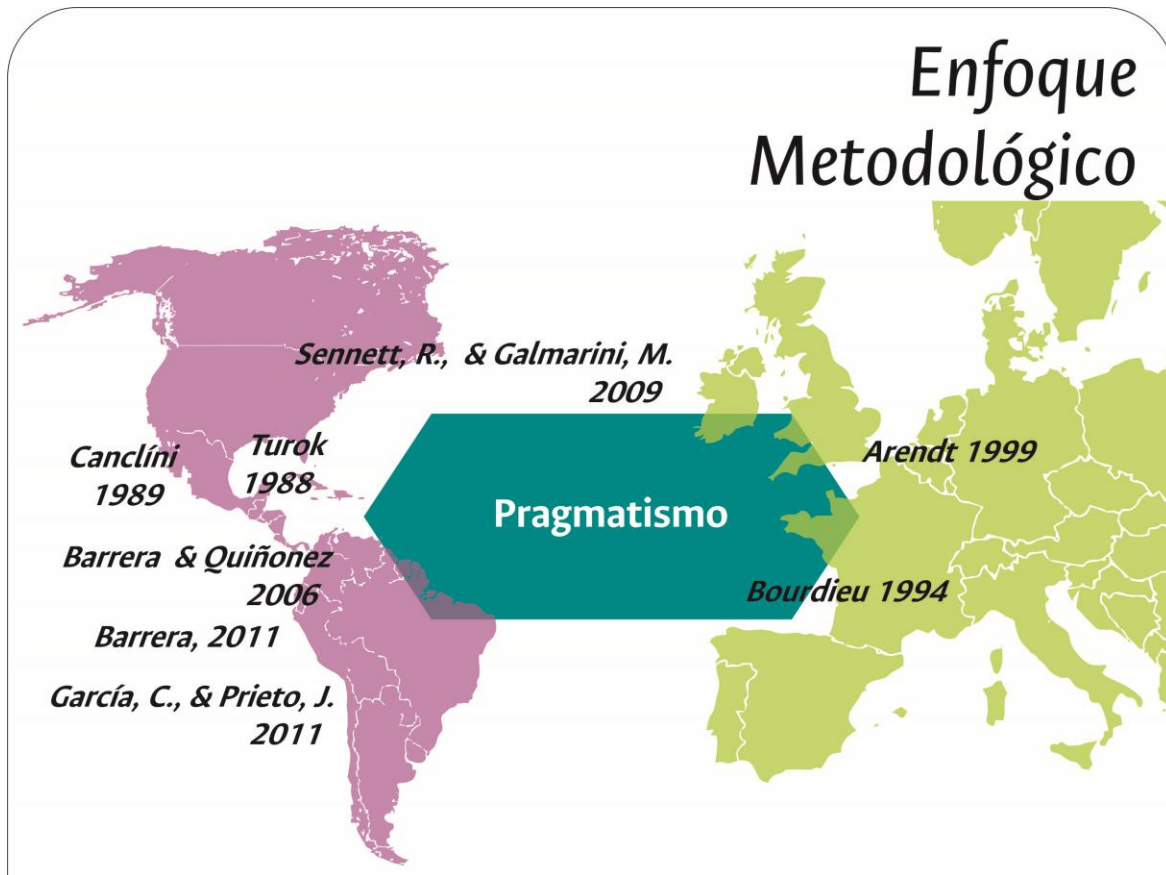 Enfoque
Metodológico
Sennett, R., & Galmarini, M.
2009
Canclíni
1989
Turok
1988
Arendt 1999
Pragmatismo
Barrera & Quiñonez
2006
Bourdieu 1994
Barrera, 2011
García, C., & Prieto, J.
2011